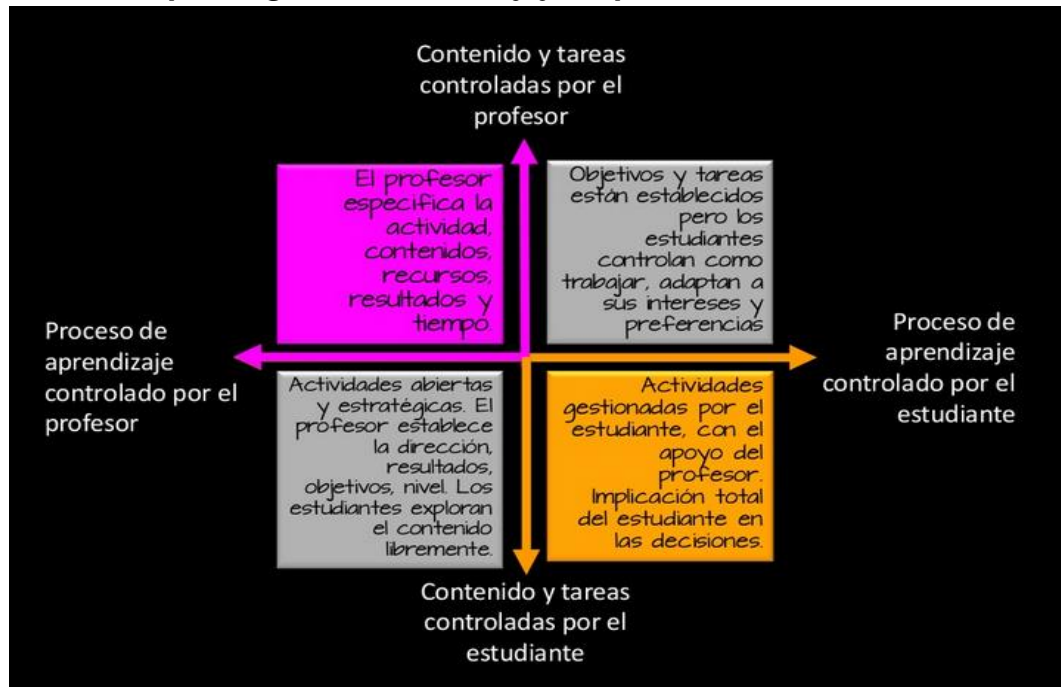 Contenido y tareas
controladas por el
profesor
El profesor
especifica la
actividad,
contenidos,
recursos,
resultados y
tiempo.
Objetivos y tareas
están establecidos
pero los
estudiantes
controlan como
trabajar, adaptan a
sus intereses y
preferencias
Proceso de
aprendizaje
controlado por el
profesor
Proceso de
aprendizaje
controlado por el
estudiante
Actividades abiertas
y estratégicas. El
profesor establece
la dirección,
resultados,
objetivos, nivel. Los
estudiantes exploran
el contenido
libremente.
Actividades
gestionadas por el
estudiante, con el
apoyo del
profesor.
Implicación total
del estudiante en
las decisiones.
Contenido y tareas
controladas por el
estudiante